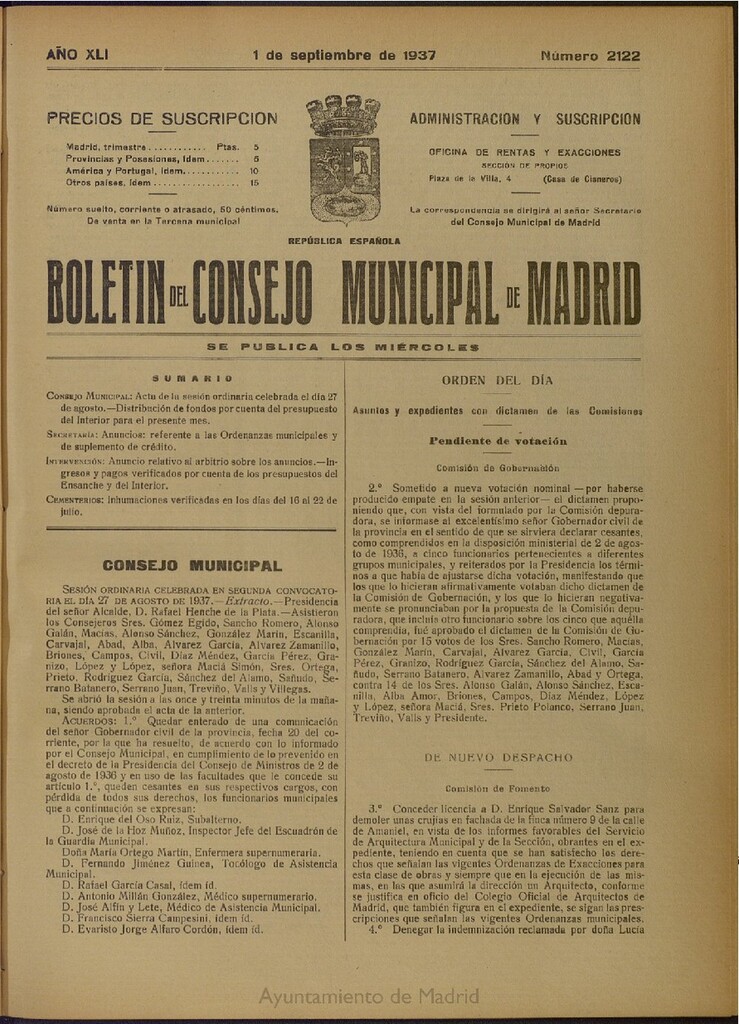 AÑO XLI
1 de septiembre de 1937
Número 2122
PRECIOS DE SUSCRIPCION
Madrid, trimestre............ Ptas. 5
Provincias y Posesiones, ídem....... 6
América y Portugal, ídem............ 10
Otros países, ídem.................. 15
Número suelto, corriente o atrasado, 50 céntimos.
De venta en la Tercena municipal
ADMINISTRACION Y SUSCRIPCIÓN
OFICINA DE RENTAS Y EXACCIONES
SECCIÓN DE PROPIOS
Plaza de la Villa, 4 (Casa de Cisneros)
La correspondencia se dirigirá al señor Secretario
del Consejo Municipal de Madrid
REPÚBLICA ESPAÑOLA
BOLETIN DEL CONSEJO MUNICIPAL DE MADRID
SE PUBLICA LOS MIÉRCOLES
SUMARIO
CONSEJO MUNICIPAL: Acta de la sesión ordinaria celebrada el día 27
de agosto.—Distribución de fondos por cuenta del presupuesto
del Interior para el presente mes.
SECRETARÍA: Anuncios: referente a las Ordenanzas municipales y
de suplemento de crédito.
INTERVENCIÓN: Anuncio relativo al arbitrio sobre los anuncios.—In-
gresos y pagos verificados por cuenta de los presupuestos del
Ensanche y del Interior.
CEMENTERIOS: Inhumaciones verificadas en los días del 16 al 22 de
julio.
CONSEJO MUNICIPAL
SESIÓN ORDINARIA CELEBRADA EN SEGUNDA CONVOCATO-
RIA EL DÍA 27 DE AGOSTO DE 1937.—Extracto.—Presidencia
del señor Alcalde, D. Rafael Henche de la Plata.—Asistieron
los Consejeros Sres. Gómez Egido, Sancho Romero, Alonso
Galán, Macías, Alonso Sánchez, González Marín, Escanilla,
Carvajal, Abad, Alba, Alvarez García, Alvarez Zamanillo,
Briones, Campos, Civil, Díaz Méndez, García Pérez, Gra-
nizo, López y López, señora Maciá Simón, Sres. Ortega,
Prieto, Rodríguez García, Sánchez del Alamo, Sañudo, Se-
rrano Batanero, Serrano Juan, Treviño, Valls y Villegas.
Se abrió la sesión a las once y treinta minutos de la maña-
na, siendo aprobada el acta de la anterior.
ACUERDOS: 1.º Quedar enterado de una comunicación
del señor Gobernador civil de la provincia, fecha 20 del co-
rriente, por la que ha resuelto, de acuerdo con lo informado
por el Consejo Municipal, en cumplimiento de lo prevenido en
el decreto de la Presidencia del Consejo de Ministros de 2 de
agosto de 1936 y en uso de las facultades que le concede su
artículo 1.º, queden cesantes en sus respectivos cargos, con
pérdida de todos sus derechos, los funcionarios municipales
que a continuación se expresan:
D. Enrique del Oso Ruiz, Subalterno.
D. José de la Hoz Muñoz, Inspector Jefe del Escuadrón de
la Guardia Municipal.
Doña María Ortego Martín, Enfermera supernumeraria.
D. Fernando Jiménez Guinea, Tocólogo de Asistencia
Municipal.
D. Rafael García Casal, ídem íd.
D. Antonio Millán González, Médico supernumerario.
D. José Alfín y Lete, Médico de Asistencia Municipal.
D. Francisco Sierra Campesini, ídem íd.
D. Evaristo Jorge Alfaro Cordón, ídem íd.
ORDEN DEL DÍA
Asuntos y expedientes con dictamen de las Comisiones
Pendiente de votación
Comisión de Gobernación
2.º Sometido a nueva votación nominal —por haberse
producido empate en la sesión anterior— el dictamen propo-
niendo que, con vista del formulado por la Comisión depura-
dora, se informase al excelentísimo señor Gobernador civil de
la provincia en el sentido de que se sirviera declarar cesantes,
como comprendidos en la disposición ministerial de 2 de agos-
to de 1936, a cinco funcionarios pertenecientes a diferentes
grupos municipales, y reiterados por la Presidencia los térmi-
nos a que había de ajustarse dicha votación, manifestando que
los que lo hicieran afirmativamente votaban dicho dictamen de
la Comisión de Gobernación, y los que lo hicieran negativa-
mente se pronunciaban por la propuesta de la Comisión depu-
radora, que incluía otro funcionario sobre los cinco que aquélla
comprendía, fué aprobado el dictamen de la Comisión de Go-
bernación por 15 votos de los Sres. Sancho Romero, Macías,
González Marín, Carvajal, Alvarez García, Civil, García
Pérez, Granizo, Rodríguez García, Sánchez del Alamo, Sa-
ñudo, Serrano Batanero, Alvarez Zamanillo, Abad y Ortega,
contra 14 de los Sres. Alonso Galán, Alonso Sánchez, Esca-
nilla, Alba Amor, Briones, Campos, Díaz Méndez, López
y López, señora Maciá, Sres. Prieto Polanco, Serrano Juan,
Treviño, Valls y Presidente.
DE NUEVO DESPACHO
Comisión de Fomento
3.º Conceder licencia a D. Enrique Salvador Sanz para
demoler unas crujías en fachada de la finca número 9 de la calle
de Amaniel, en vista de los informes favorables del Servicio
de Arquitectura Municipal y de la Sección, obrantes en el ex-
pediente, teniendo en cuenta que se han satisfecho los dere-
chos que señalan las vigentes Ordenanzas de Exacciones para
esta clase de obras y siempre que en la ejecución de las mis-
mas, en las que asumirá la dirección un Arquitecto, conforme
se justifica en oficio del Colegio Oficial de Arquitectos de
Madrid, que también figura en el expediente, se sigan las pres-
cripciones que señalan las vigentes Ordenanzas municipales.
4.º Denegar la indemnización reclamada por doña Lucía
Ayuntamiento de Madrid